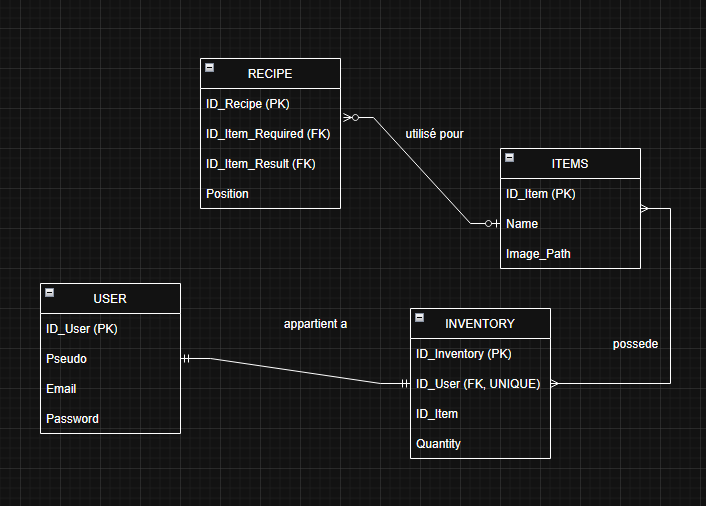 RECIPE
ID_Recipe (PK)
ID_Item_Required (FK)
ID_Item_Result (FK)
Position
utilisé pour
ITEMS
ID_Item (PK)
Name
Image_Path
USER
ID_User (PK)
Pseudo
Email
Password
appartient a
INVENTORY
ID_Inventory (PK)
ID_User (FK, UNIQUE)
ID_Item
Quantity
possede